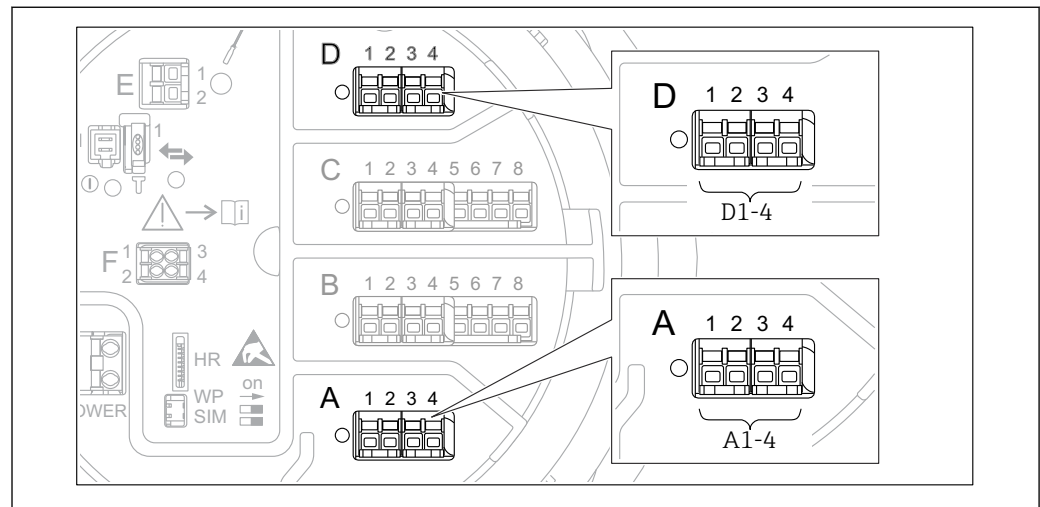 D 1 2 3 4
E 1
2
D 1 2 3 4
D1-4
1
C 1 2 3 4 5 6 7 8
i
F 1 3
2 4
B 1 2 3 4 5 6 7 8
A 1 2 3 4
A1-4
HR
WP on
SIM
A 1 2 3 4
OWER